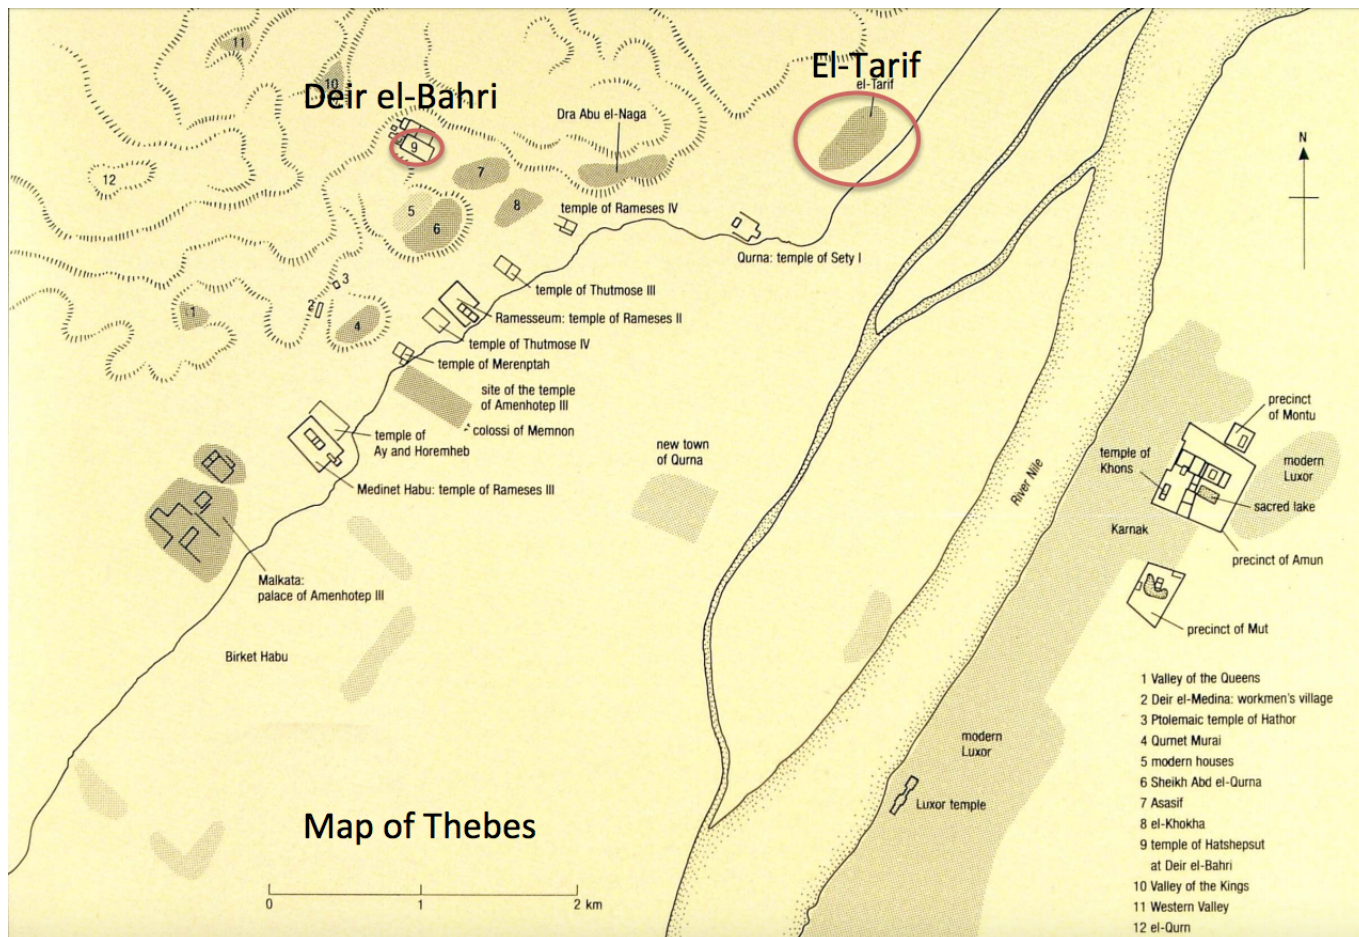 Deir el-Bahri
El-Tarif
el-Tarif
Dra Abu el-Naga
11
10
9
12
7
5
6
8
3
2
1
4
N
temple of Rameses IV
Qurna: temple of Sety I
temple of Thutmose III
Ramesseum: temple of Rameses II
temple of Thutmose IV
temple of Merenptah
site of the temple
of Amenhotep III
colossi of Memnon
temple of
Ay and Horemheb
Medinet Habu: temple of Rameses III
new town
of Qurna
Malkata:
palace of Amenhotep III
Birket Habu
River Nile
precinct
of Montu
temple of
Khons
modern
Luxor
sacred lake
Karnak
precinct of Amun
precinct of Mut
modern
Luxor
Luxor temple
Map of Thebes
0 1 2 km
1 Valley of the Queens
2 Deir el-Medina: workmen's village
3 Ptolemaic temple of Hathor
4 Qurnet Murai
5 modern houses
6 Sheikh Abd el-Qurna
7 Asasif
8 el-Khokha
9 temple of Hatshepsut
at Deir el-Bahri
10 Valley of the Kings
11 Western Valley
12 el-Qurn